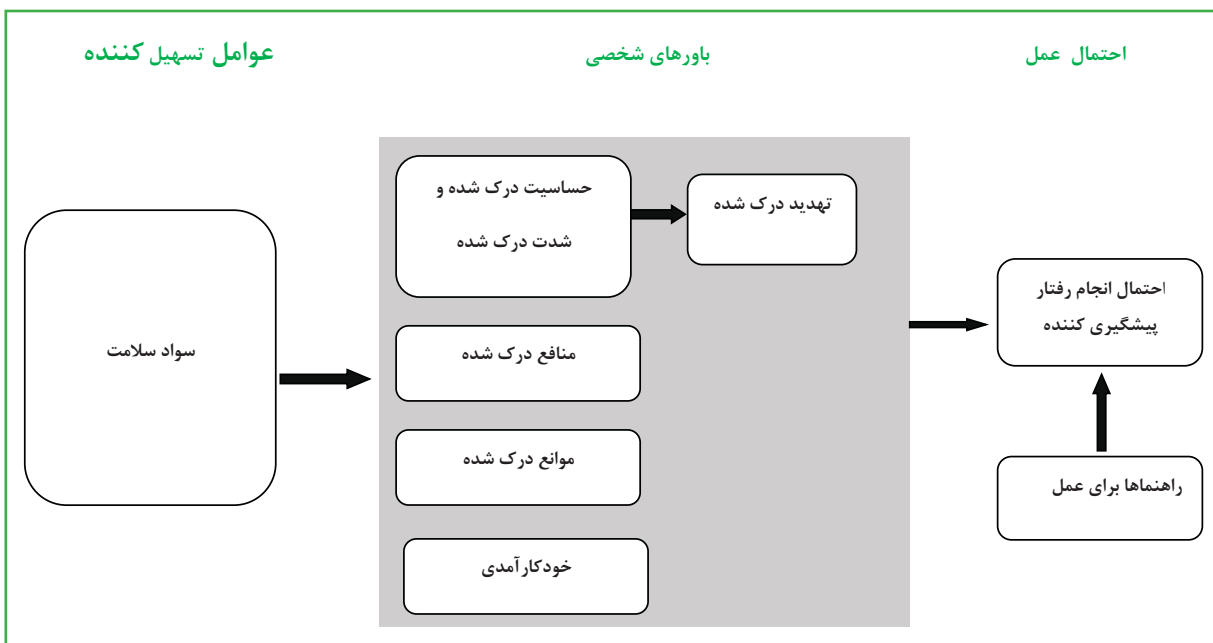 عوامل تسهیل کننده
باورهای شخصی
احتمال عمل
سواد سلامت
حساسیت درک شده و
شدت درک شده
تهدید درک شده
منافع درک شده
موانع درک شده
خودکارآمدی
احتمال انجام رفتار
پیشگیری کننده
راهنماها برای عمل